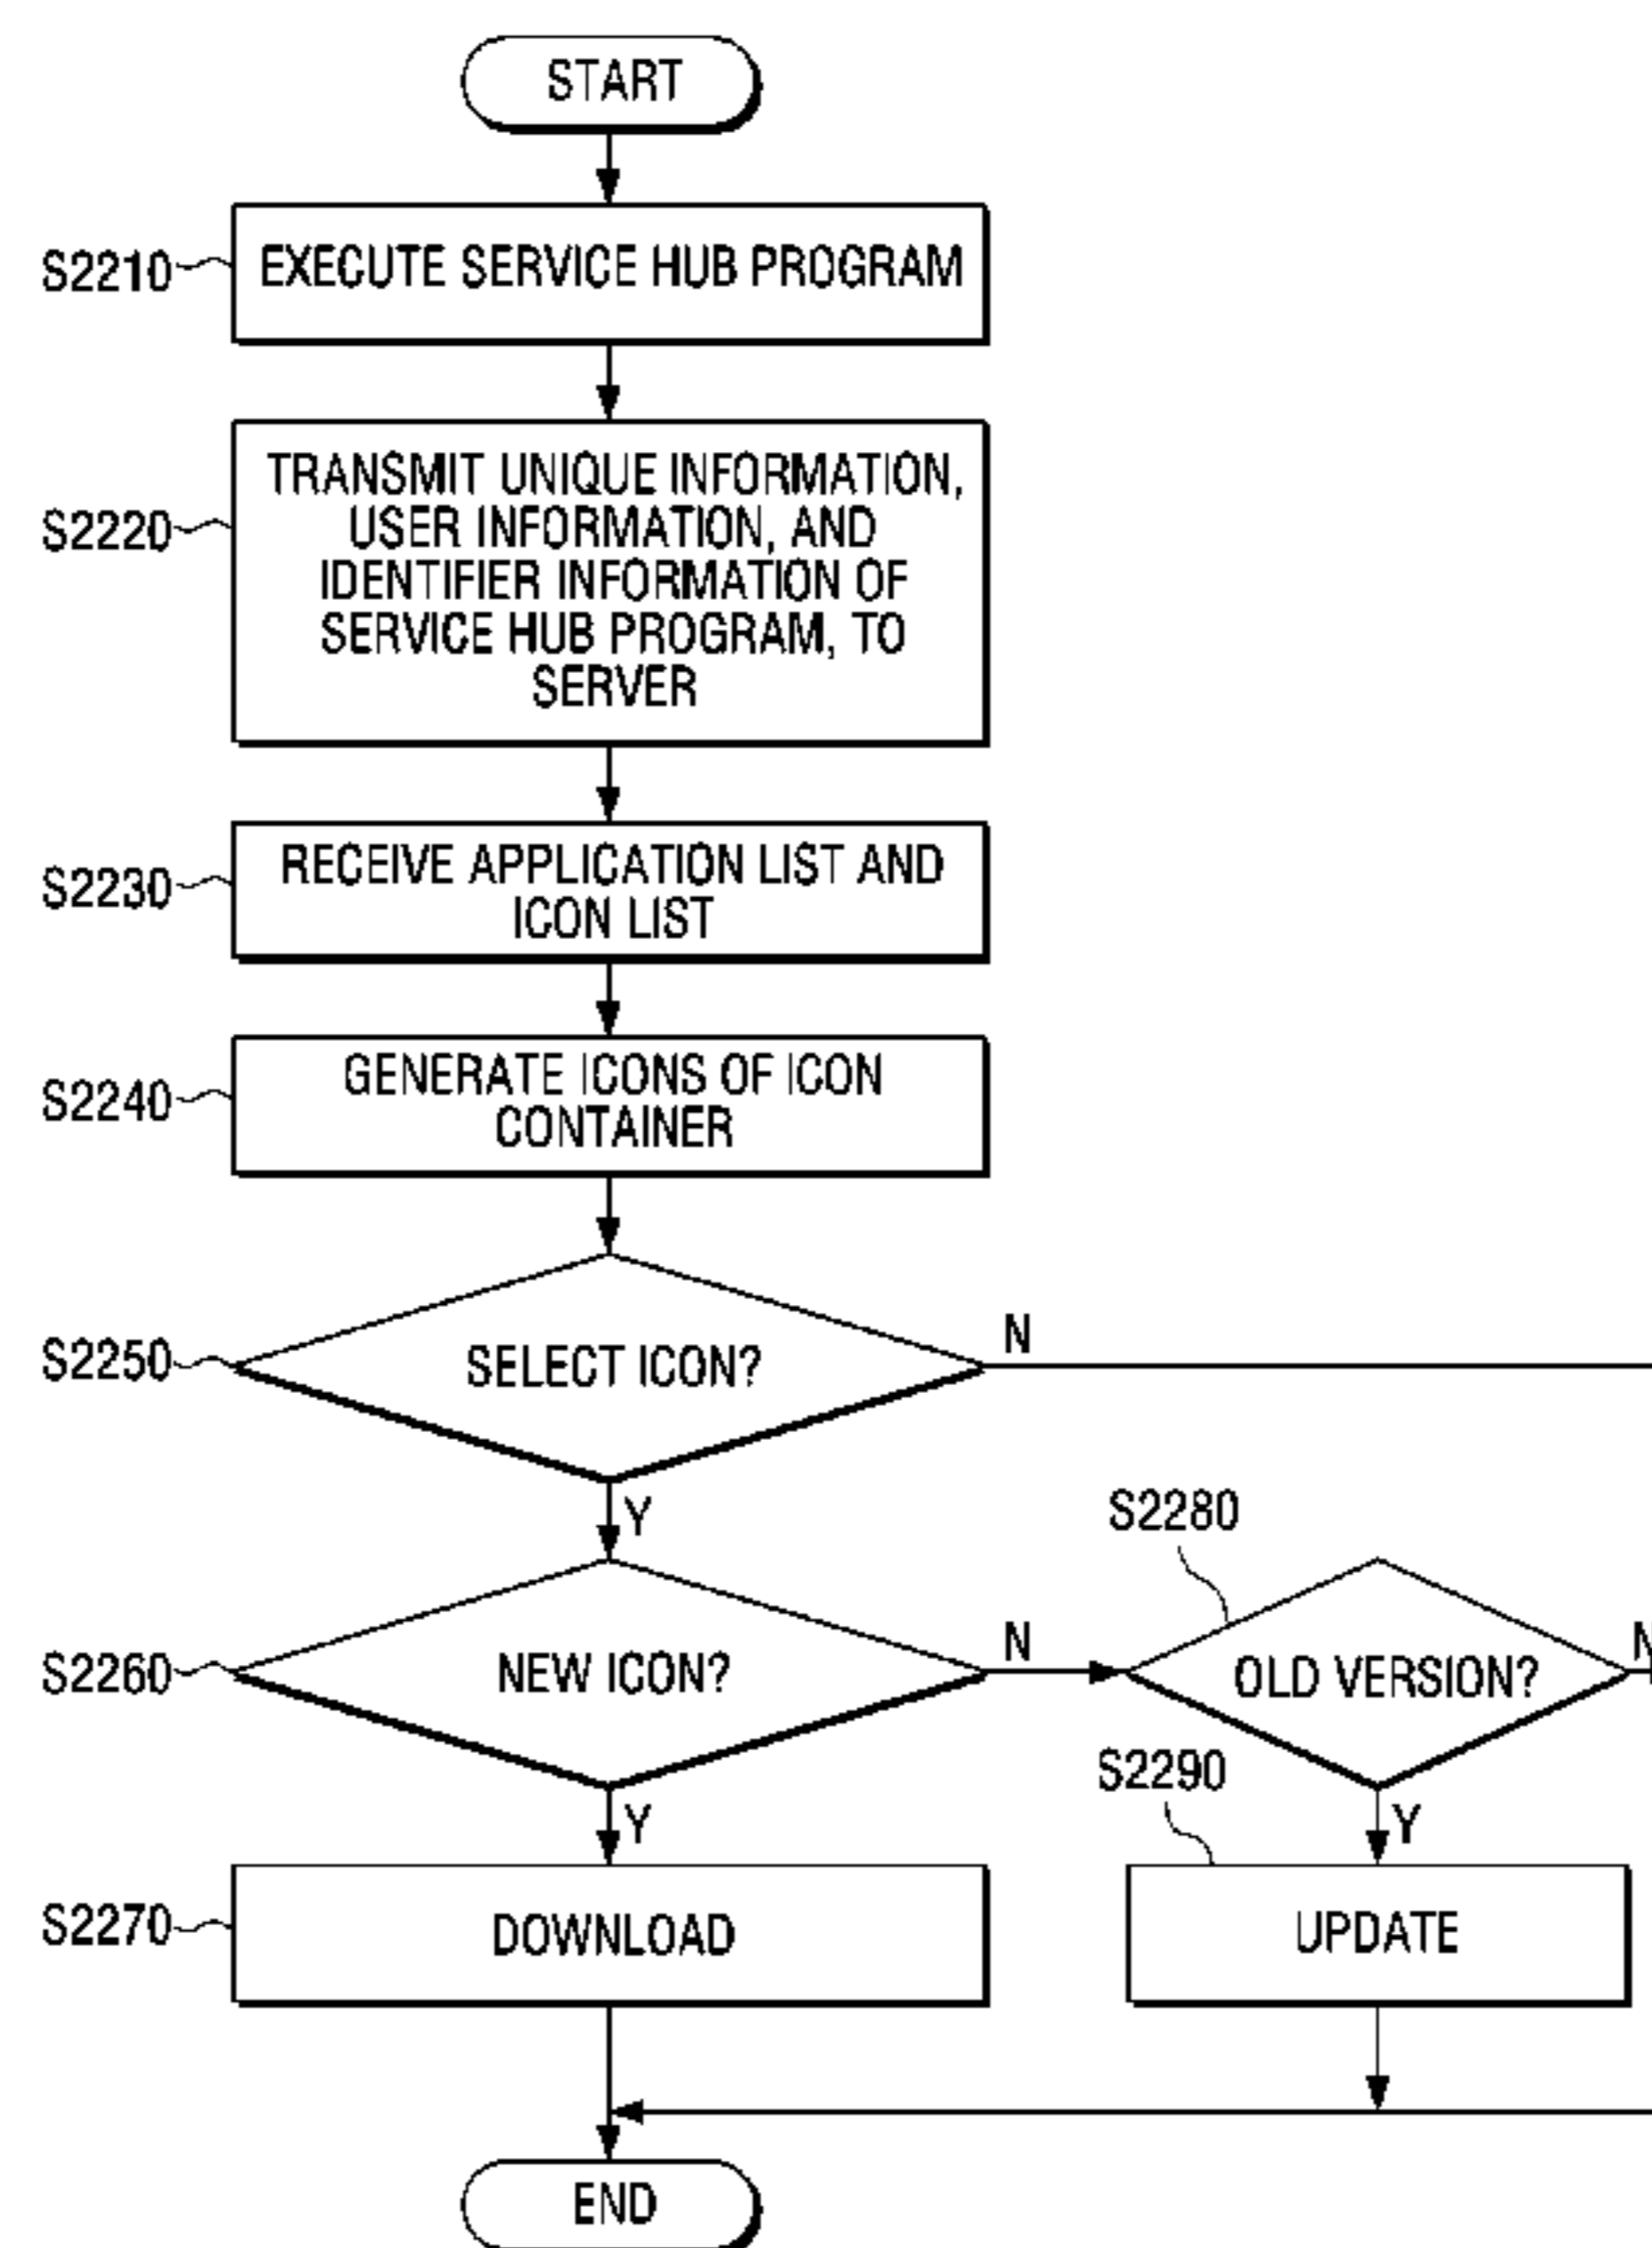 START
S2210
EXECUTE SERVICE HUB PROGRAM
S2220
TRANSMIT UNIQUE INFORMATION,
USER INFORMATION, AND
IDENTIFIER INFORMATION OF
SERVICE HUB PROGRAM, TO
SERVER
S2230
RECEIVE APPLICATION LIST AND
ICON LIST
S2240
GENERATE ICONS OF ICON
CONTAINER
S2250
SELECT ICON?
N
Y
S2260
NEW ICON?
N
S2280
OLD VERSION?
N
Y
S2270
DOWNLOAD
Y
S2290
UPDATE
END